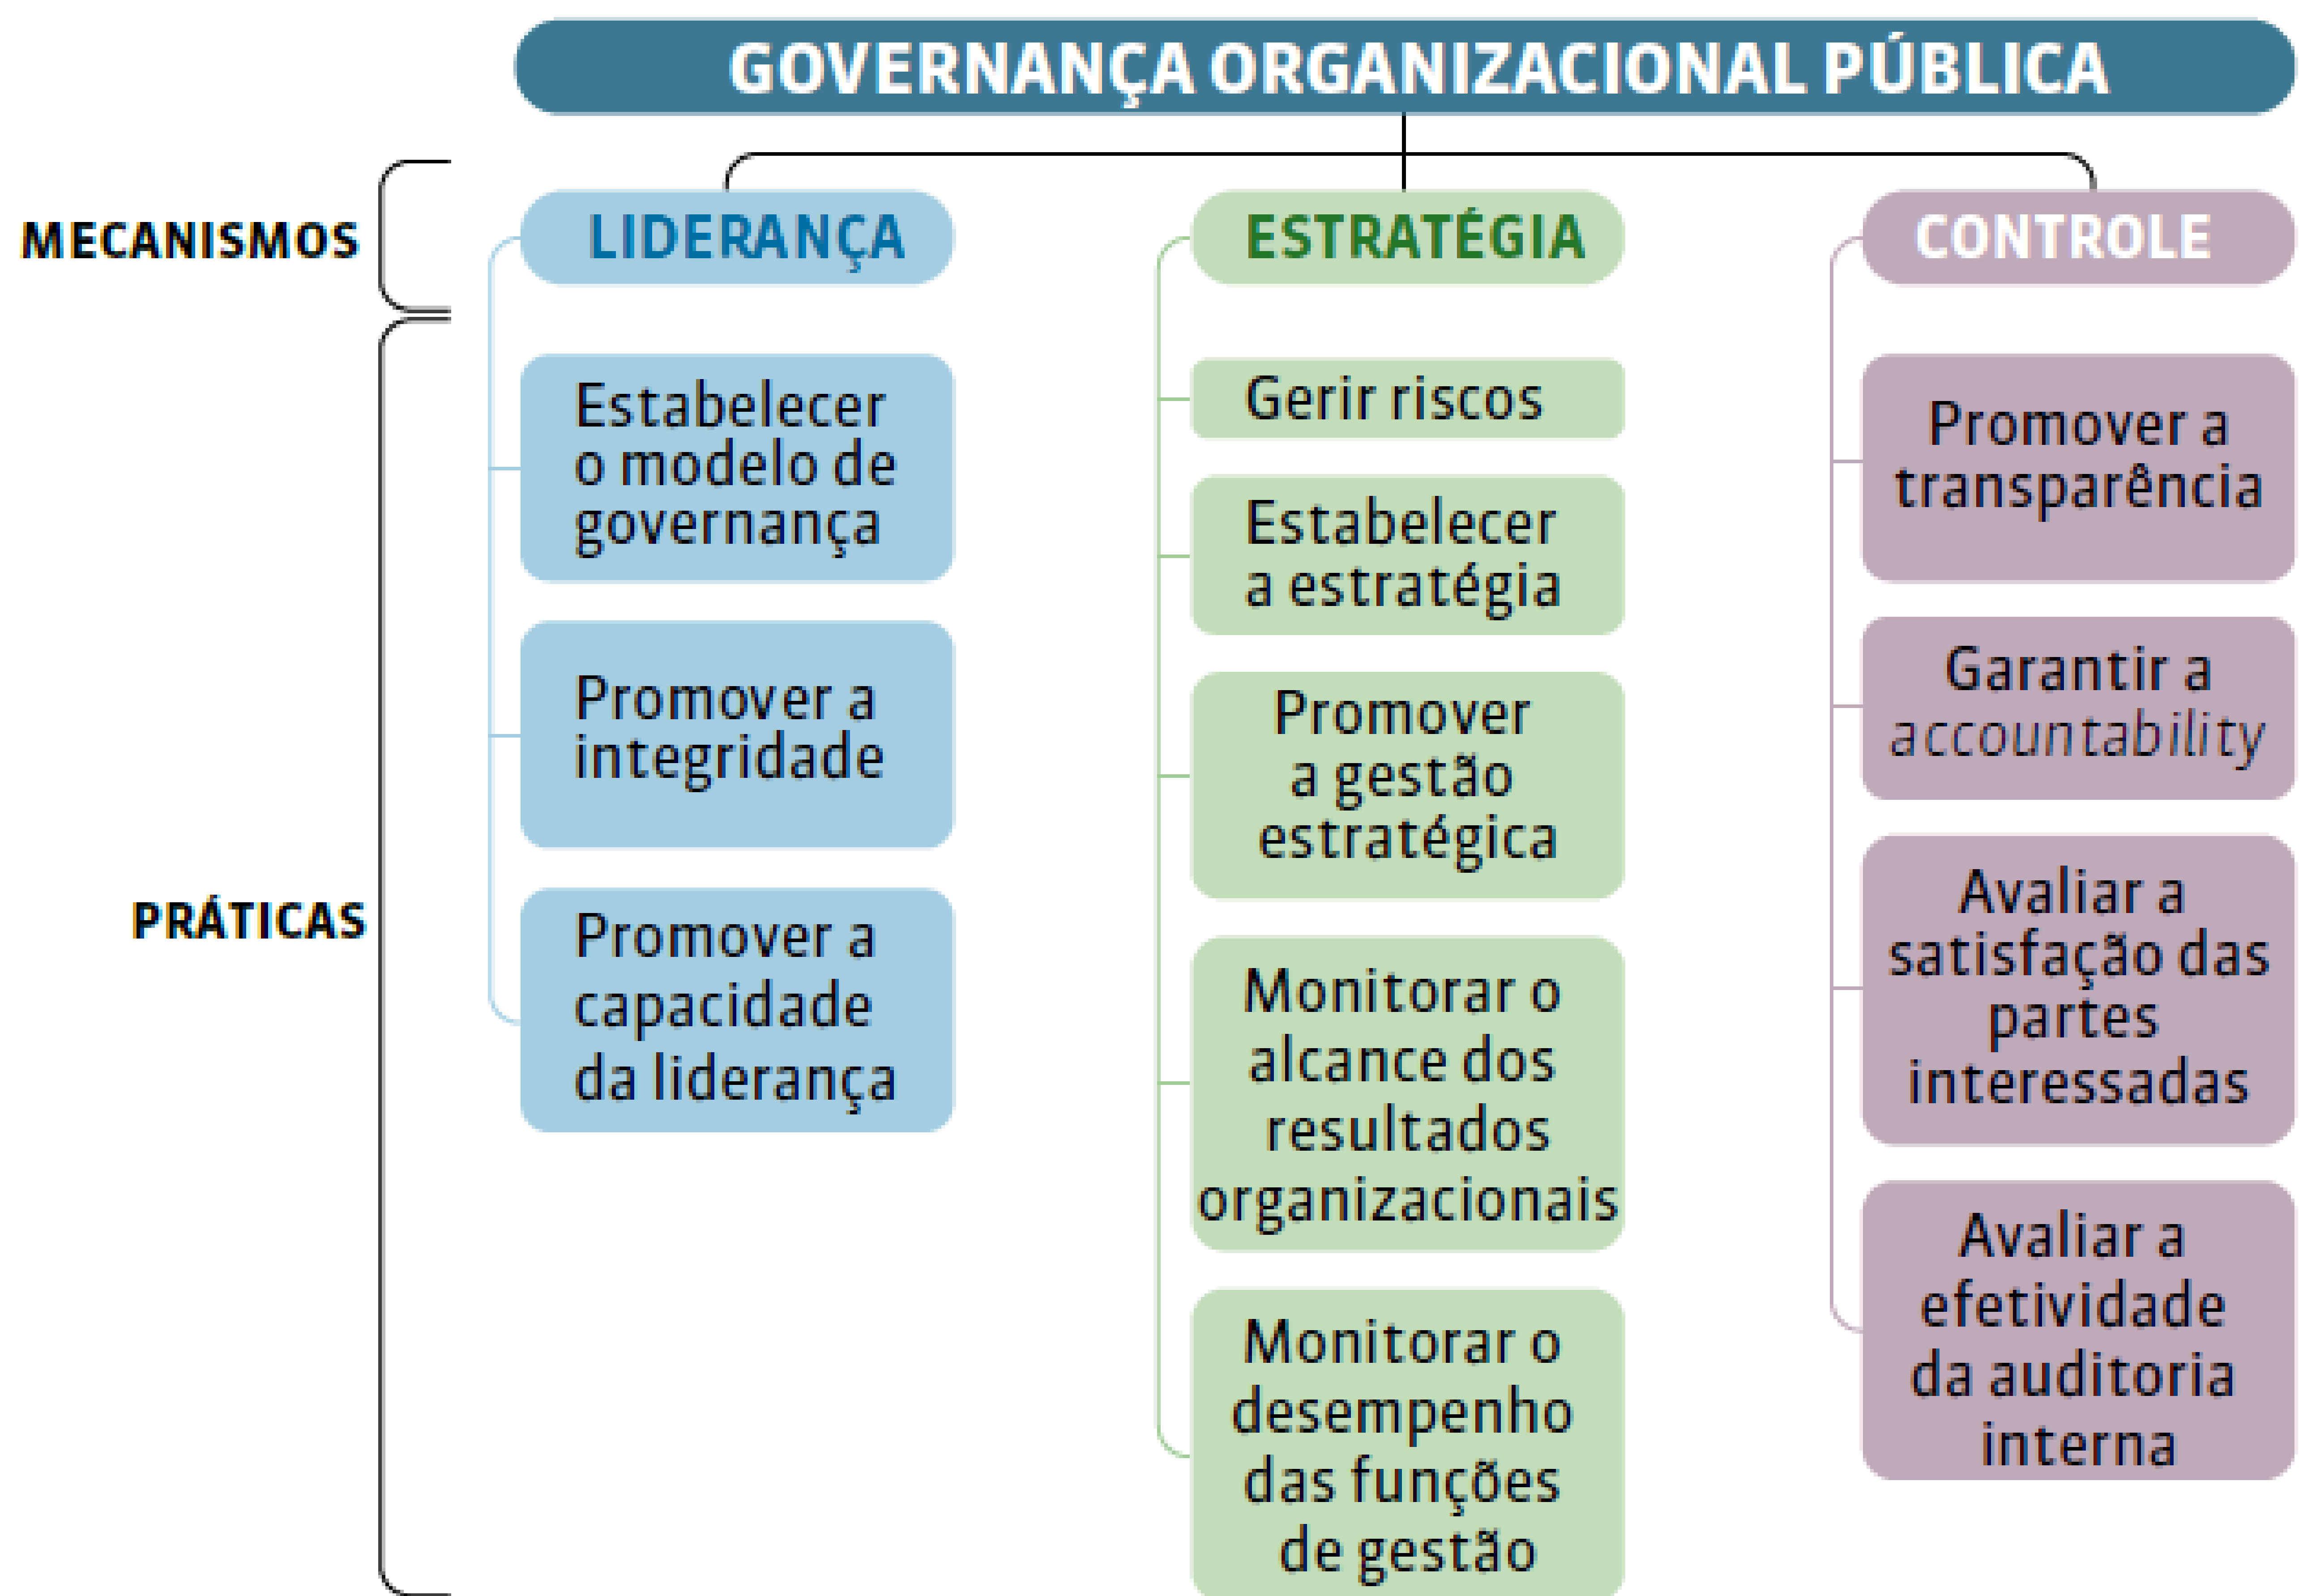 GOVERNANÇA ORGANIZACIONAL PÚBLICA
MECANISMOS
LIDERANÇA
ESTRATÉGIA
CONTROLE
PRÁTICAS
Estabelecer
o modelo de
governança
Promover a
integridade
Promover a
capacidade
da liderança
Gerir riscos
Estabelecer
a estratégia
Promover
a gestão
estratégica
Monitorar o
alcance dos
resultados
organizacionais
Monitorar o
desempenho
das funções
de gestão
Promover a
transparência
Garantir a
accountability
Avaliar a
satisfação das
partes
interessadas
Avaliar a
efetividade
da auditoria
interna